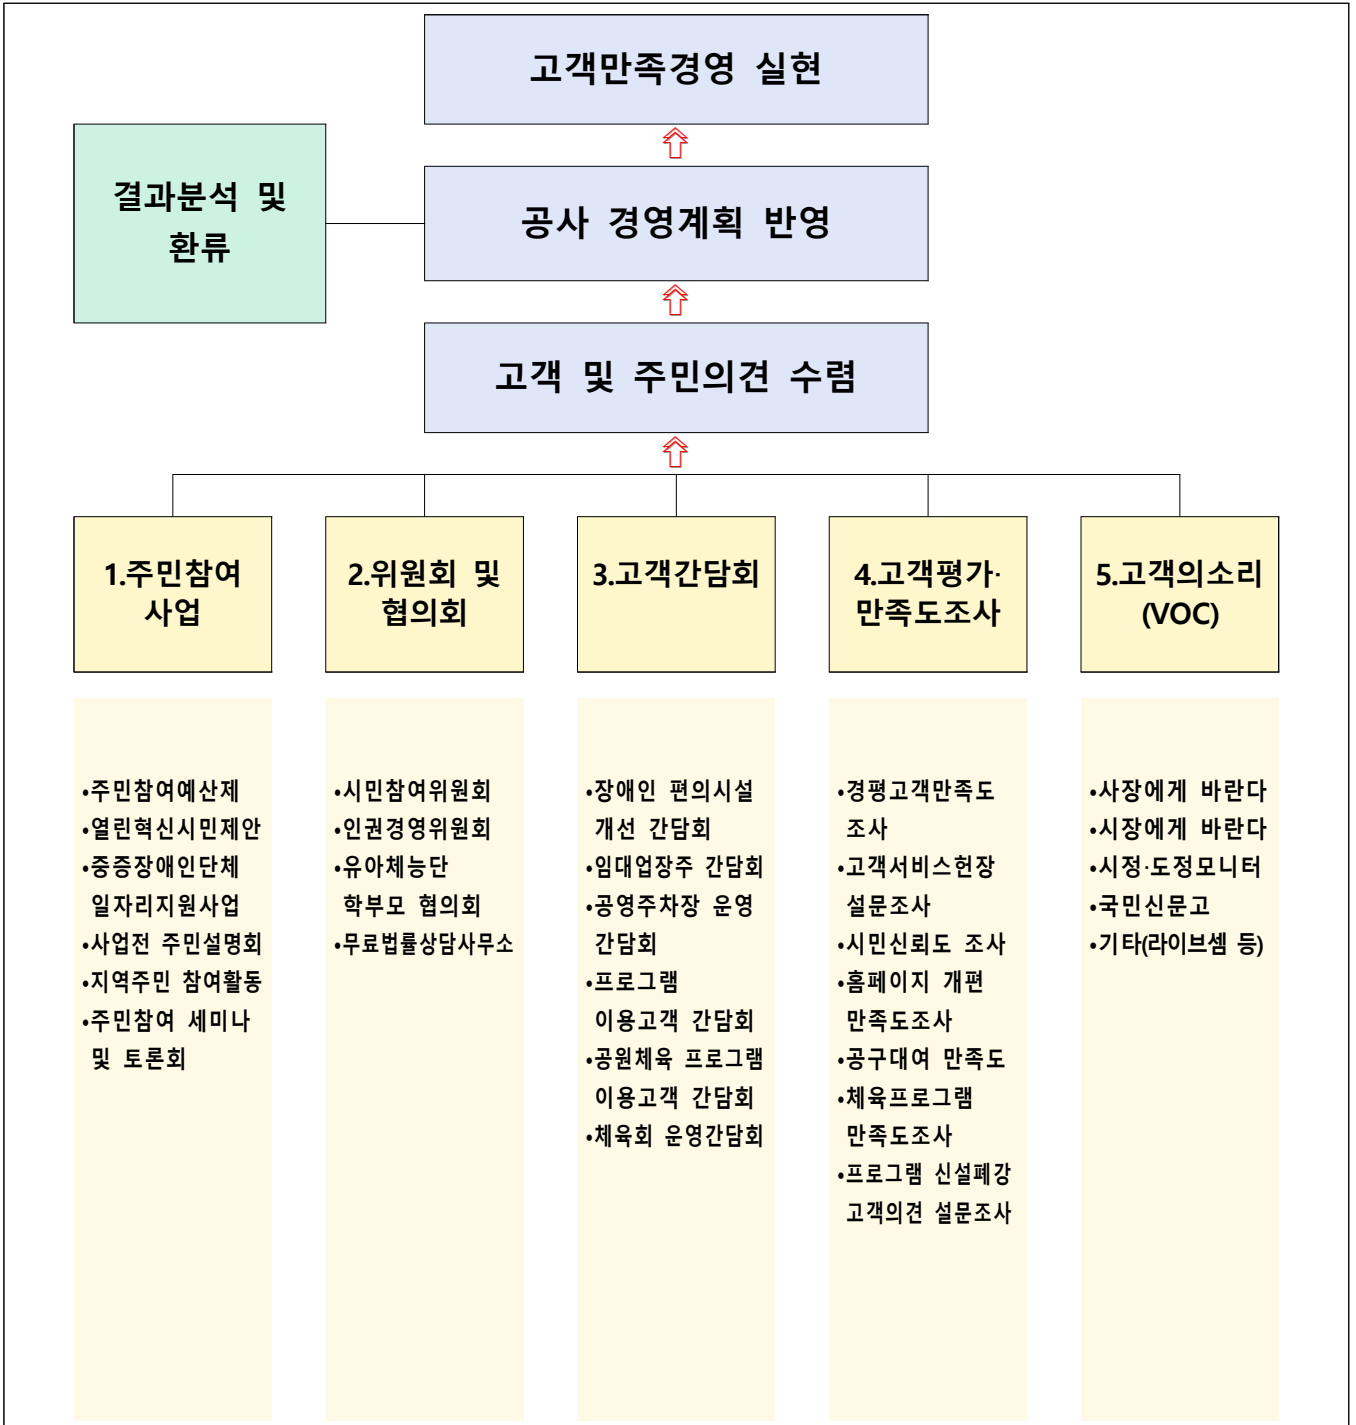 고객만족경영 실현
결과분석 및
환류
공사 경영계획 반영
고객 및 주민의견 수렴
1.주민참여
사업
2.위원회 및
협의회
3.고객간담회
4.고객평가·
만족도조사
5.고객의소리
(VOC)
•주민참여예산제
•열린혁신시민제안
•중증장애인단체
일자리지원사업
•사업전 주민설명회
•지역주민 참여활동
•주민참여 세미나
및 토론회
•시민참여위원회
•인권경영위원회
•유아체능단
학부모 협의회
•무료법률상담사무소
•장애인 편의시설
개선 간담회
•임대업장주 간담회
•공영주차장 운영
간담회
•프로그램
이용고객 간담회
•공원체육 프로그램
이용고객 간담회
•체육회 운영간담회
•경평고객만족도
조사
•고객서비스헌장
설문조사
•시민신뢰도 조사
•홈페이지 개편
만족도조사
•공구대여 만족도
•체육프로그램
만족도조사
•프로그램 신설폐강
고객의견 설문조사
•사장에게 바란다
•시장에게 바란다
•시정·도정모니터
•국민신문고
•기타(라이브셈 등)